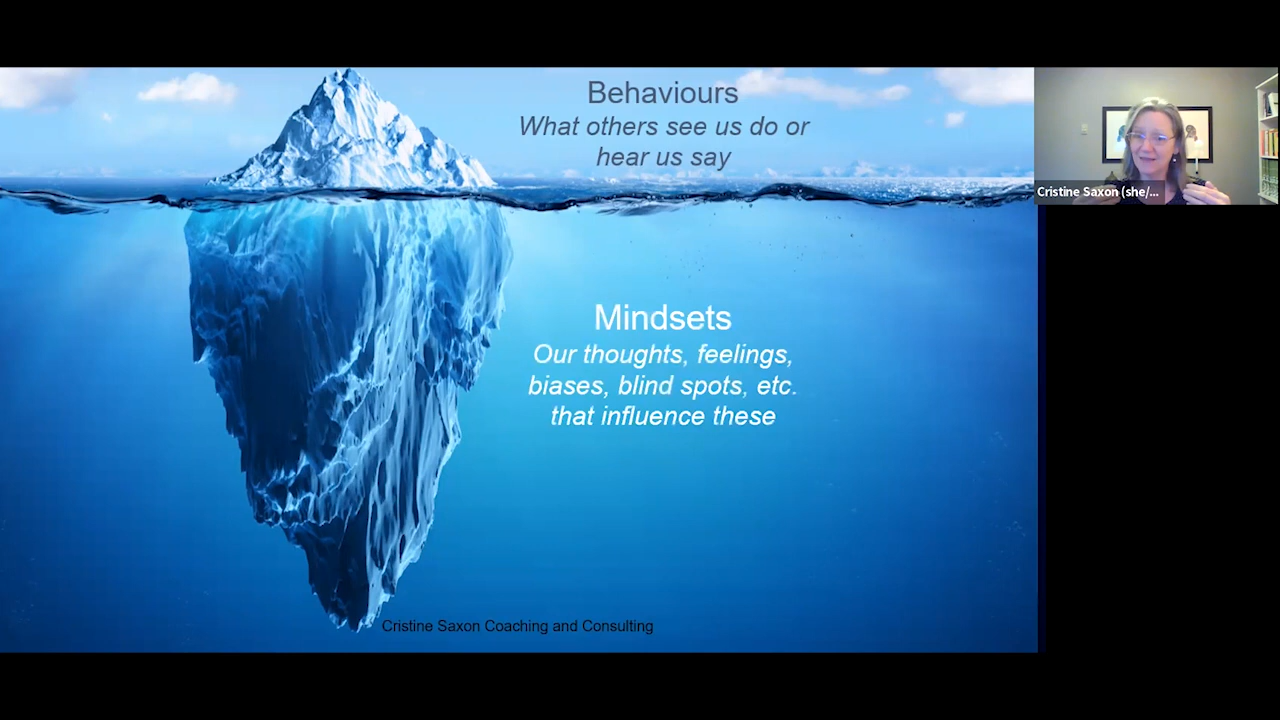 Behaviours
What others see us do or
hear us say
Cristine Saxon (she/...
Mindsets
Our thoughts, feelings,
biases, blind spots, etc.
that influence these
Cristine Saxon Coaching and Consulting